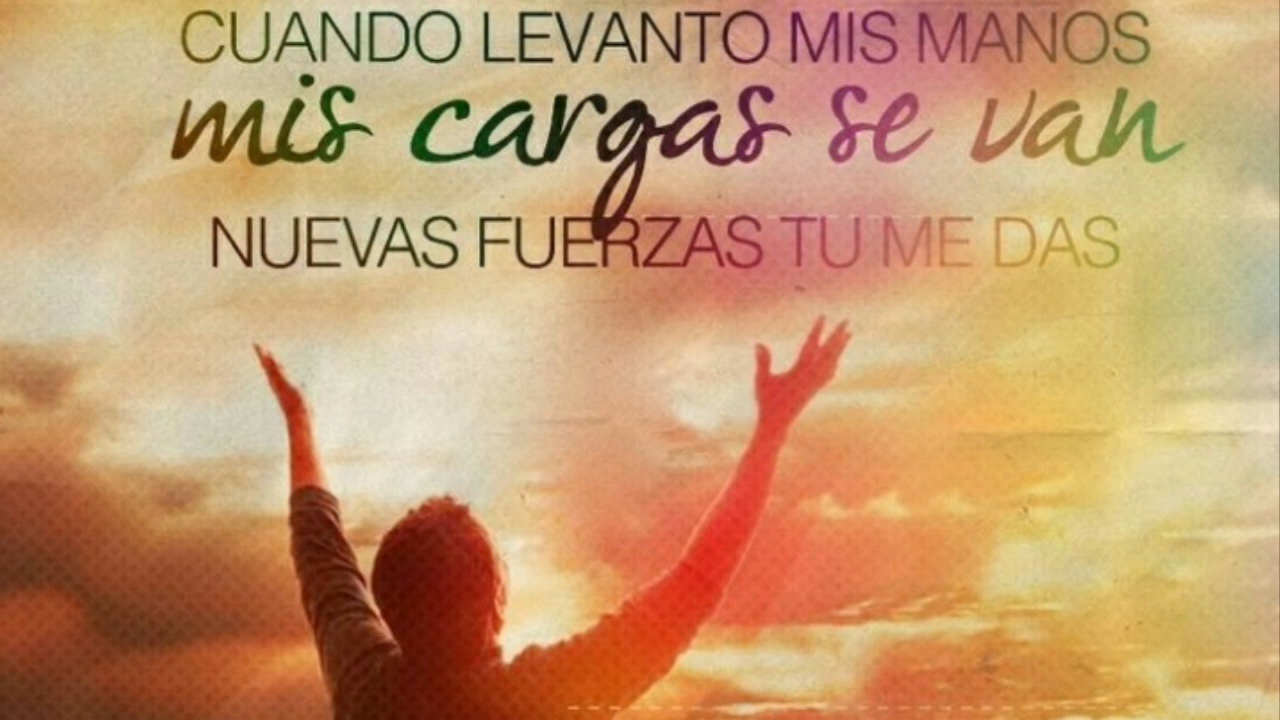 CUANDO LEVANTO MIS MANOS
mis cargas se van
NUEVAS FUERZAS TU ME DAS